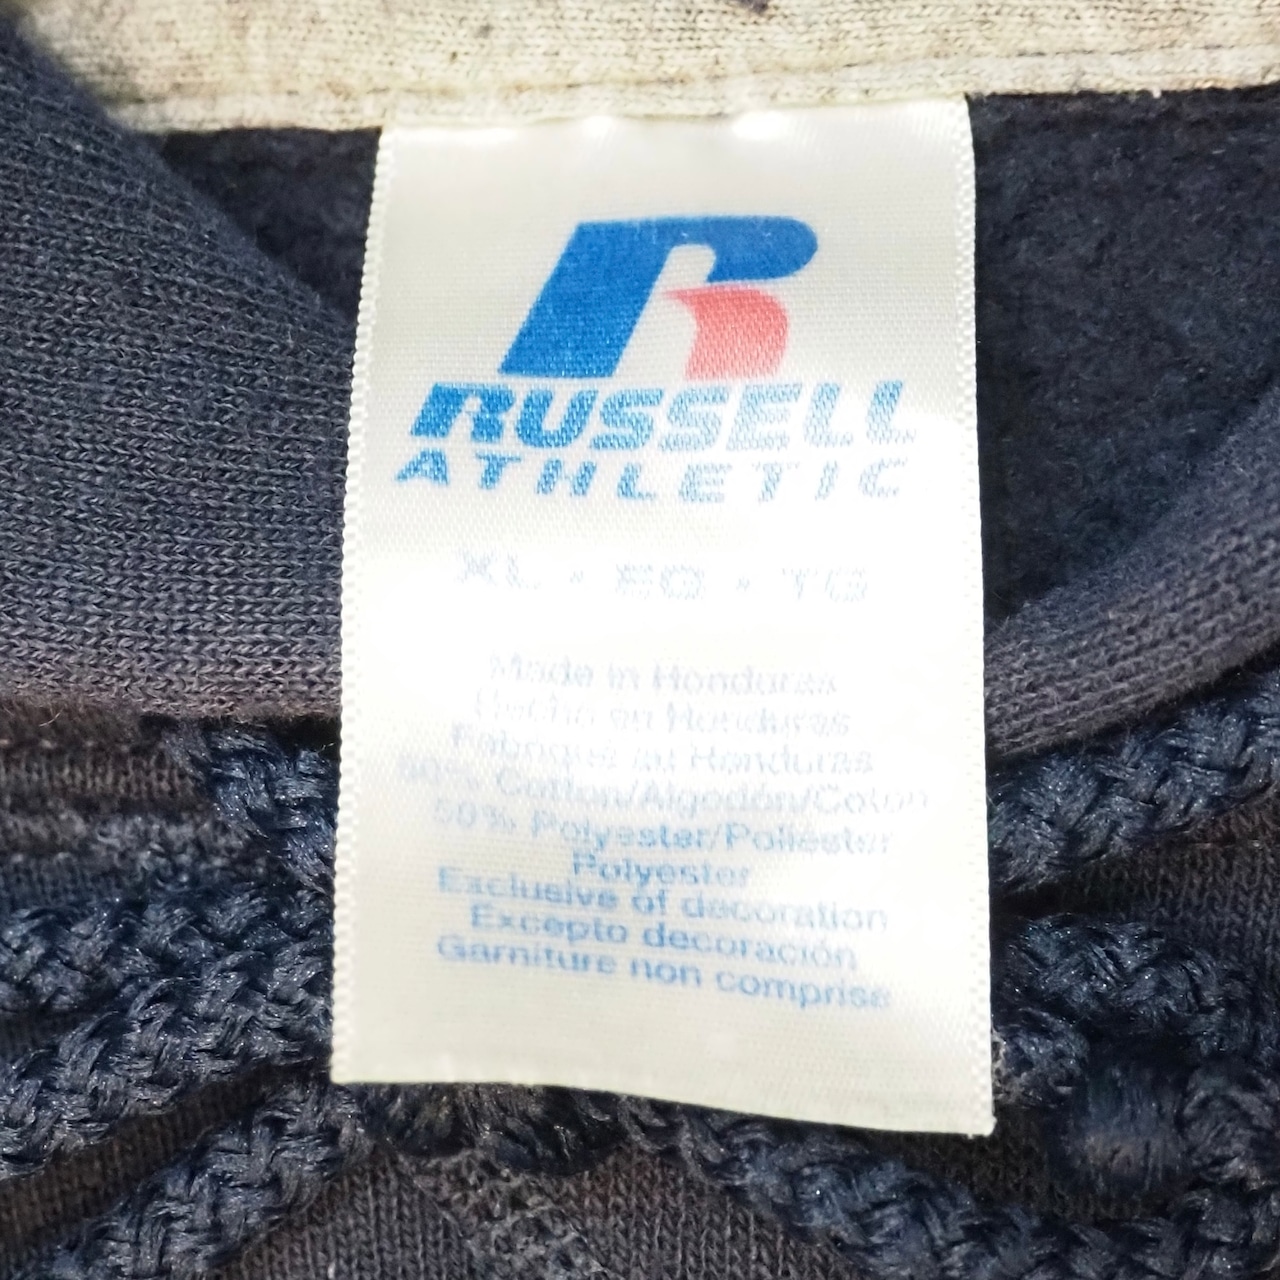 R
RUSSELL
ATHLETIC
XL • EG • TG
Made in Honduras
Hecho en Honduras
Fabriqué au Honduras
50% Cotton/Algodón/Coton
50% Polyester/Poliéster
Polyester
Exclusive of decoration
Excepto decoración
Garniture non comprise